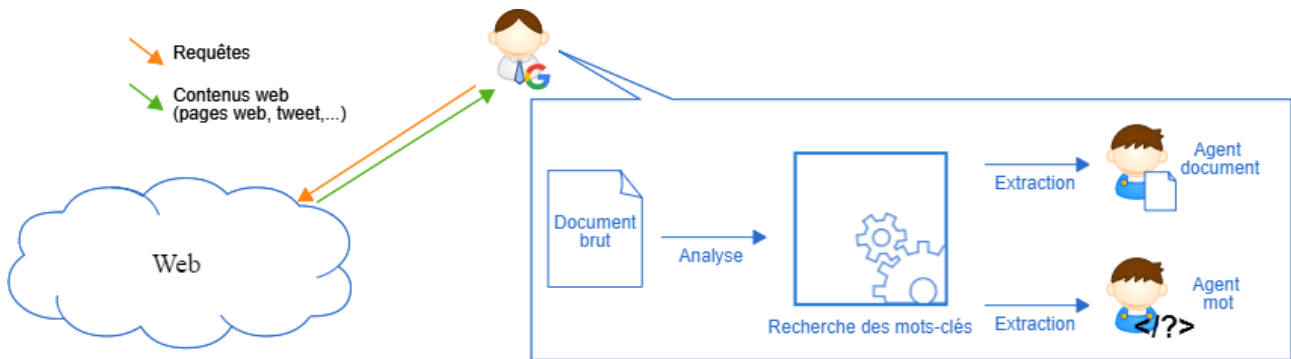 Requêtes
Contenus web
(pages web, tweet,...)
Web
Document
brut
Analyse
Recherche des mots-clés
Extraction
Agent
document
Extraction
Agent
mot
</?>